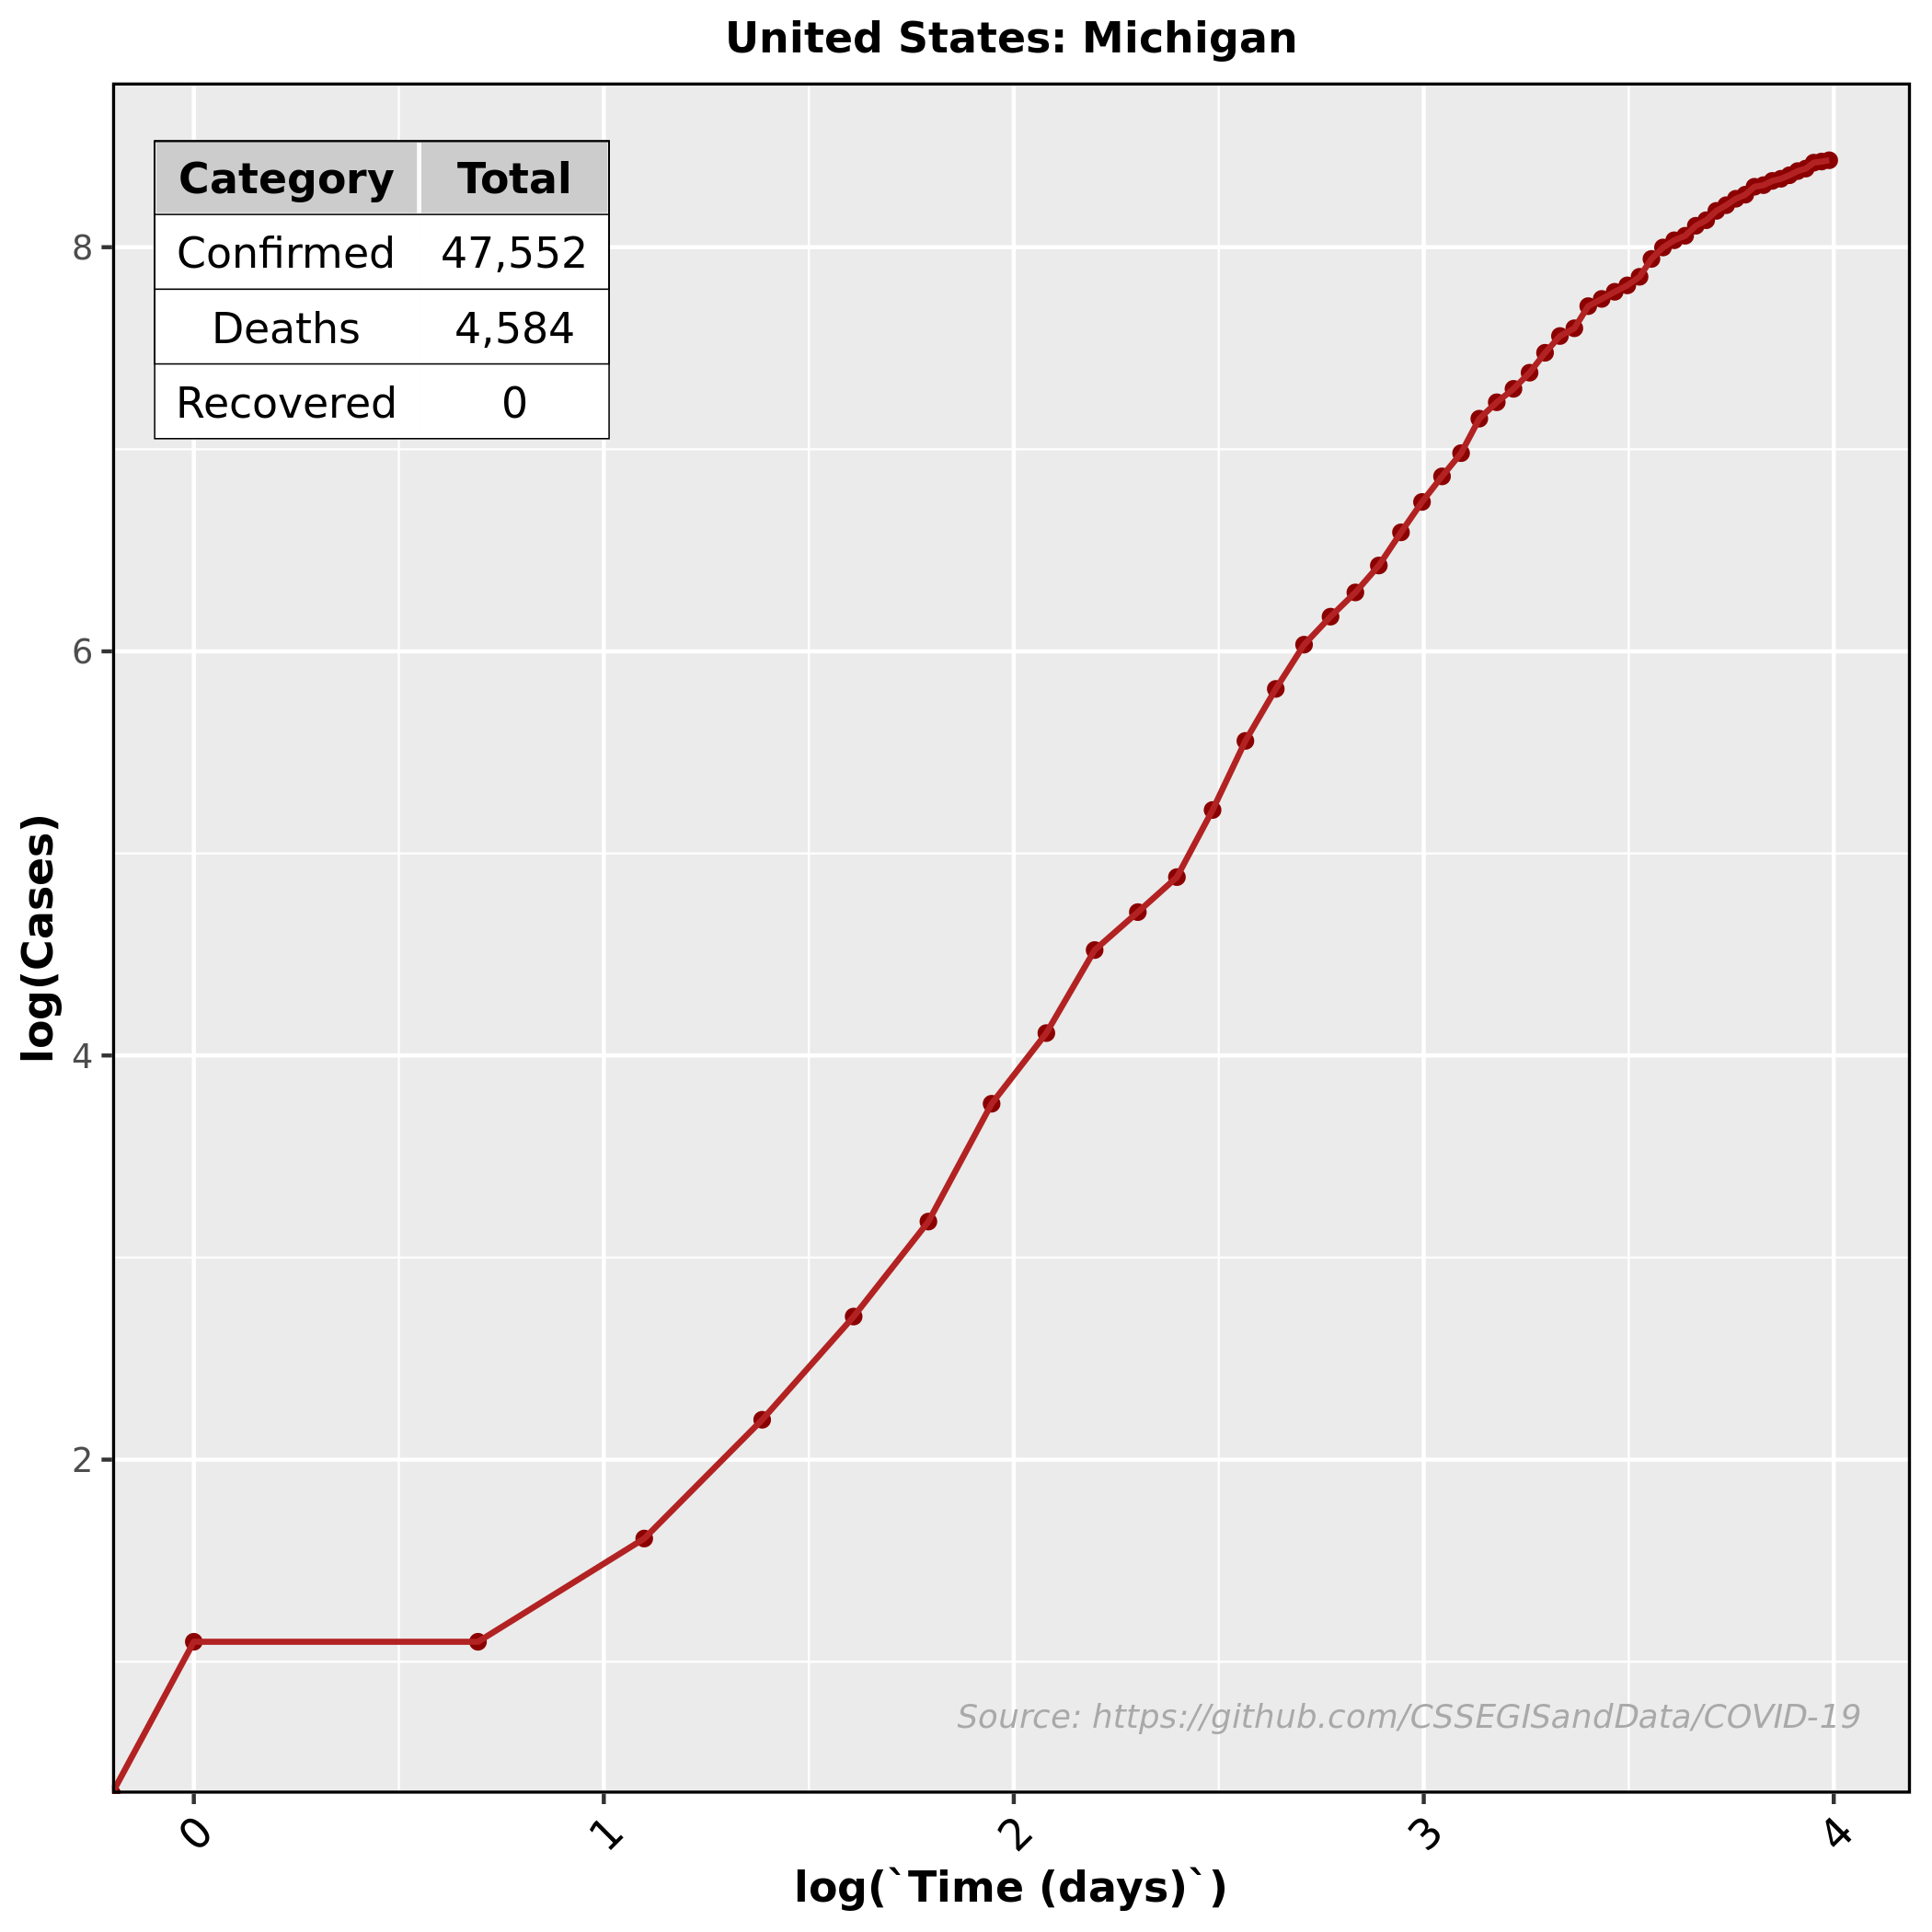 United States: Michigan
Category Total
Confirmed 47,552
Deaths 4,584
Recovered 0
8
6
4
2
log(Cases)
Source: https://github.com/CSSEGISandData/COVID-19
0 1 2 3 4
log(`Time (days)`)